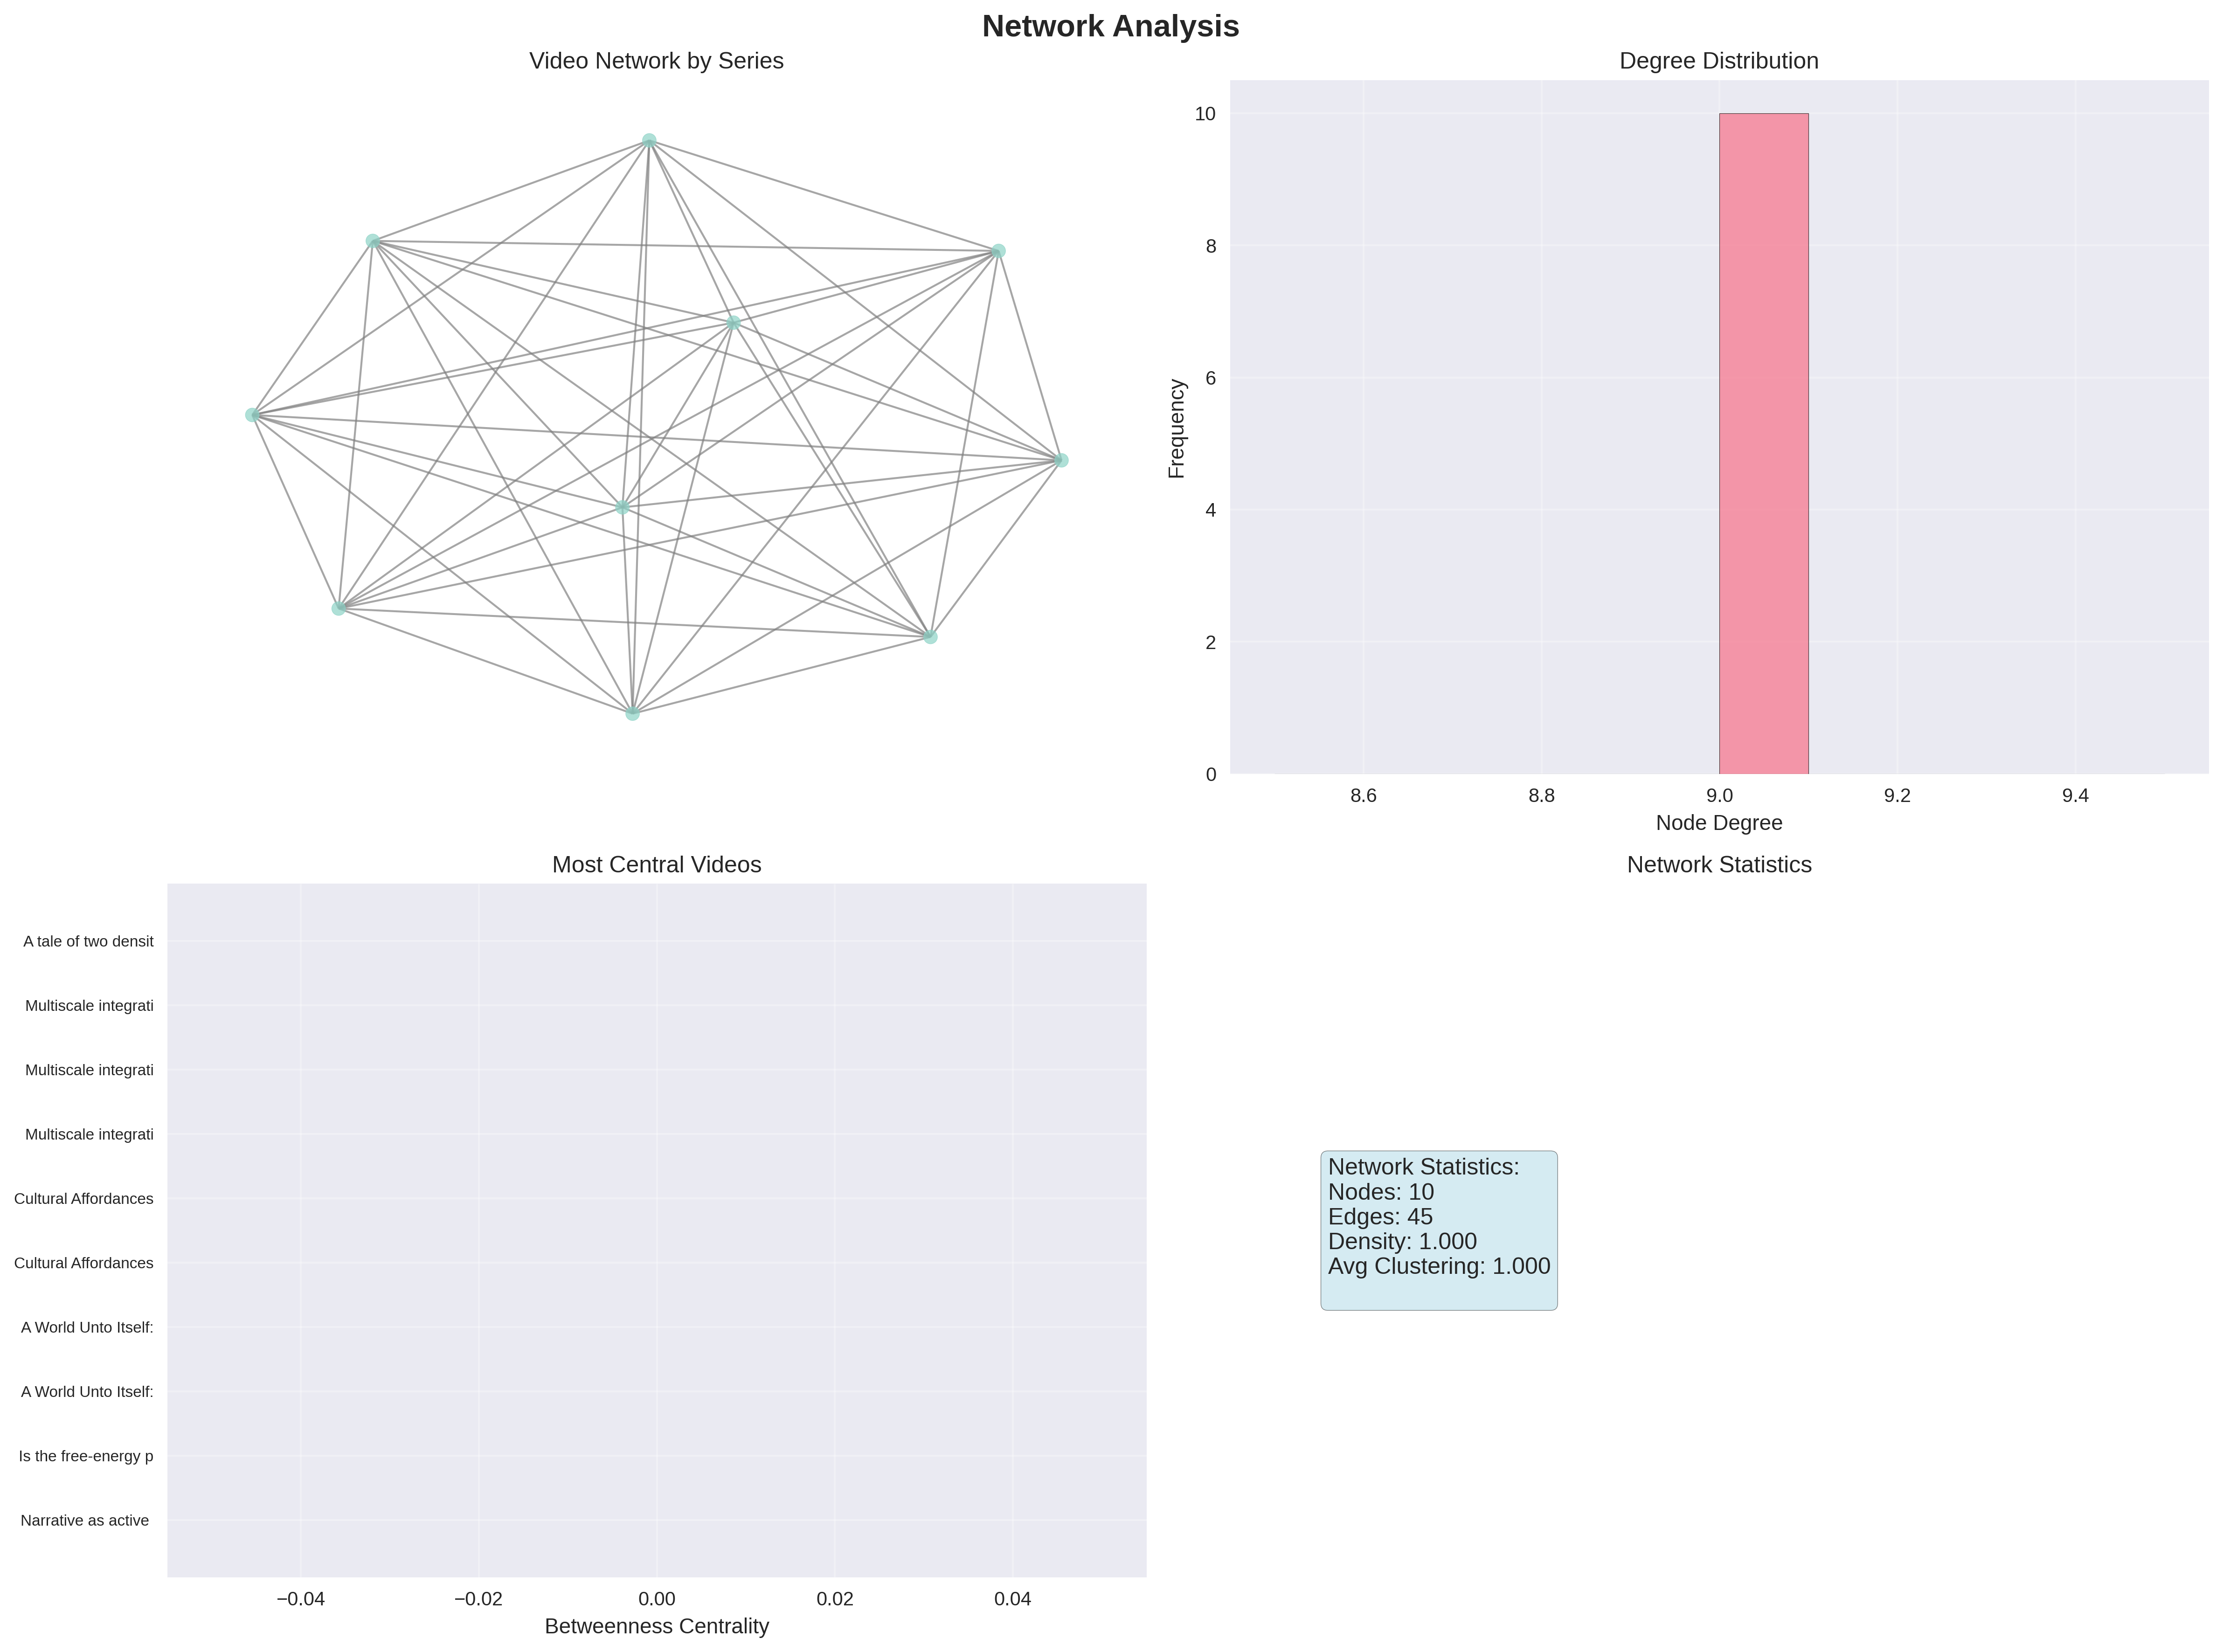 Network Analysis
Video Network by Series
Degree Distribution
Frequency
10
8
6
4
2
0
8.6 8.8 9.0 9.2 9.4
Node Degree
Most Central Videos
A tale of two densit
Multiscale integrati
Multiscale integrati
Multiscale integrati
Cultural Affordances
Cultural Affordances
A World Unto Itself:
A World Unto Itself:
Is the free-energy p
Narrative as active
−0.04 −0.02 0.00 0.02 0.04
Betweenness Centrality
Network Statistics
Network Statistics:
Nodes: 10
Edges: 45
Density: 1.000
Avg Clustering: 1.000